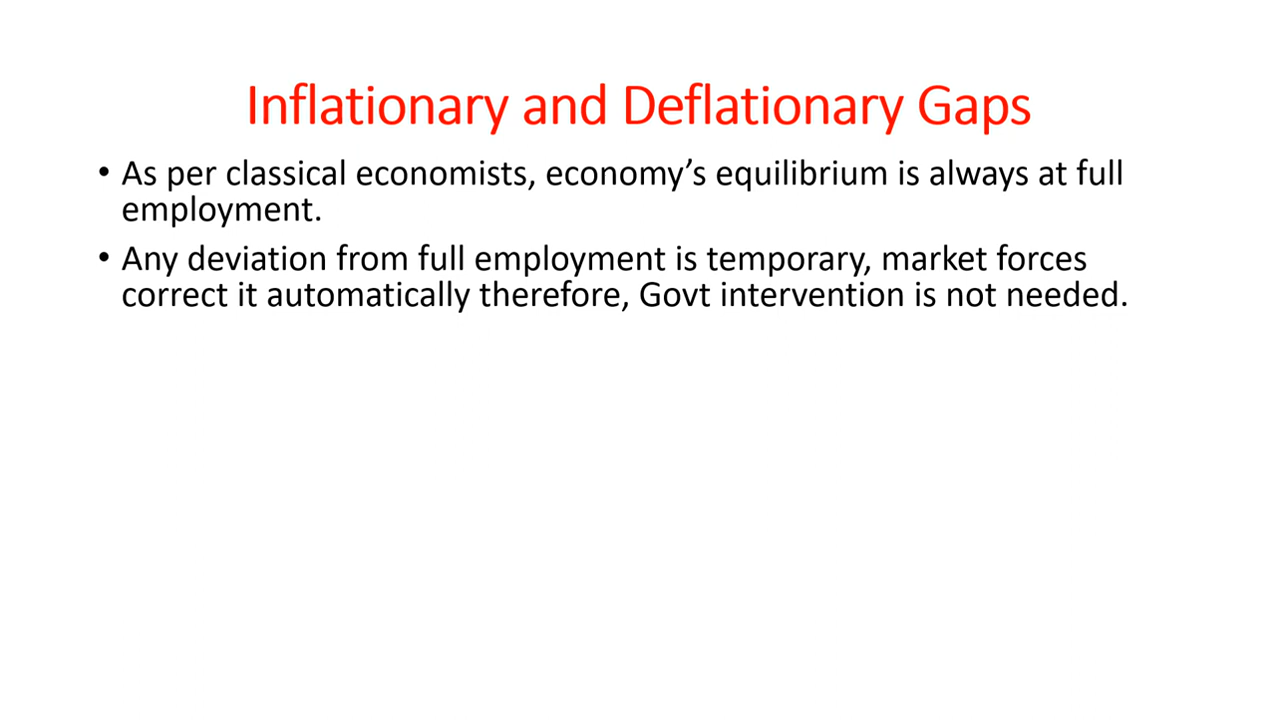 Inflationary and Deflationary Gaps
• As per classical economists, economy’s equilibrium is always at full
employment.
• Any deviation from full employment is temporary, market forces
correct it automatically therefore, Govt intervention is not needed.